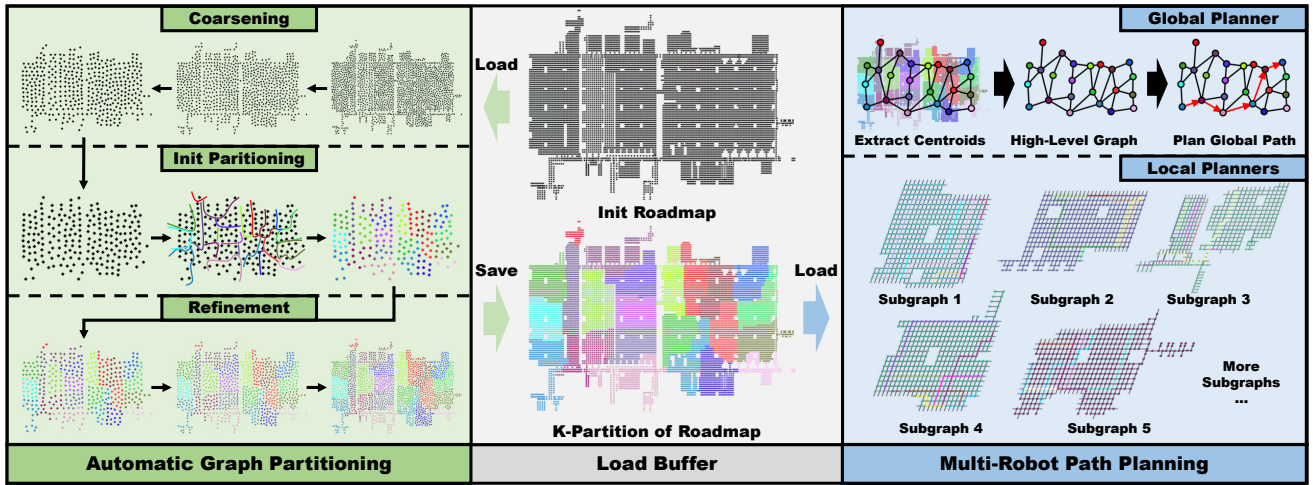 Coarsening
Init Paritioning
Refinement
Automatic Graph Partitioning
Load
Init Roadmap
Save
Load
K-Partition of Roadmap
Load Buffer
Global Planner
Extract Centroids
High-Level Graph
Plan Global Path
Local Planners
Subgraph 1
Subgraph 2
Subgraph 3
Subgraph 4
Subgraph 5
More
Subgraphs
...
Multi-Robot Path Planning